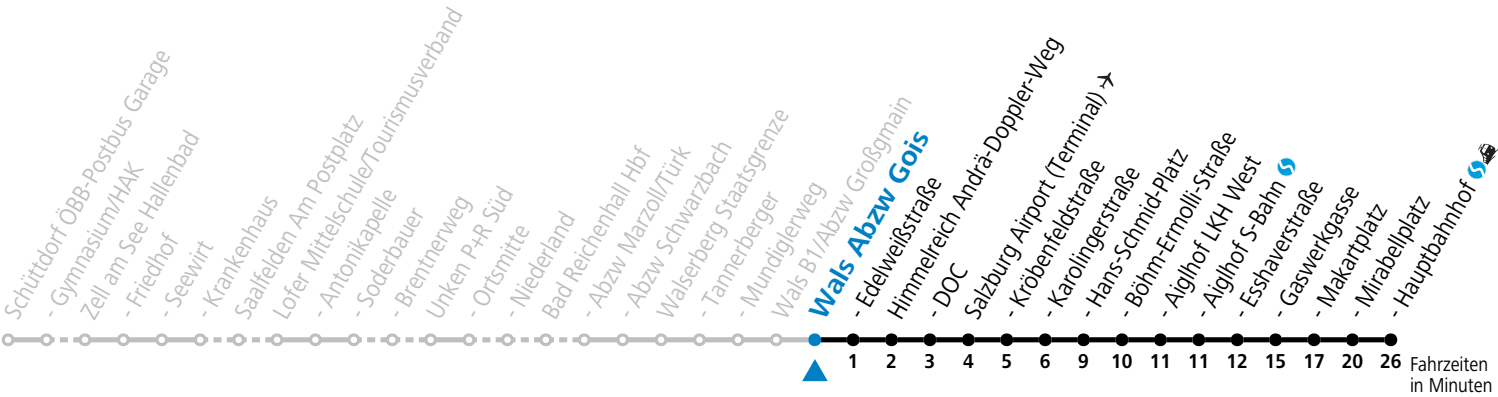 Schüttdorf ÖBB-Postbus Garage
- Gymnasium/HAK
Zell am See Hallenbad
- Friedhof
- Seewirt
- Krankenhaus
Saalfelden Am Postplatz
Lofer Mittelschule/Tourismusverband
- Antonikapelle
- Soderbauer
- Brentnerweg
Unken P+R Süd
- Ortsmitte
- Niederland
Bad Reichenhall Hbf
- Abzw Marzoll/Türk
- Abzw Schwarzbach
Walserberg Staatsgrenze
- Tannerberger
- Mundiglerweg
Wals B1/Abzw Großgmain
Wals Abzw Gois
- Edelweißstraße
Himmelreich Andrä-Doppler-Weg
- DOC
Salzburg Airport (Terminal)
- Kröbenfeldstraße
- Karolingerstraße
- Hans-Schmid-Platz
- Böhm-Ermolli-Straße
- Aiglhof LKH West
- Aiglhof S-Bahn
- Esshaverstraße
- Gaswerkgasse
- Makartplatz
- Mirabellplatz
- Hauptbahnhof
1 2 3 4 5 6 9 10 11 11 12 15 17 20 26 Fahrzeiten
in Minuten